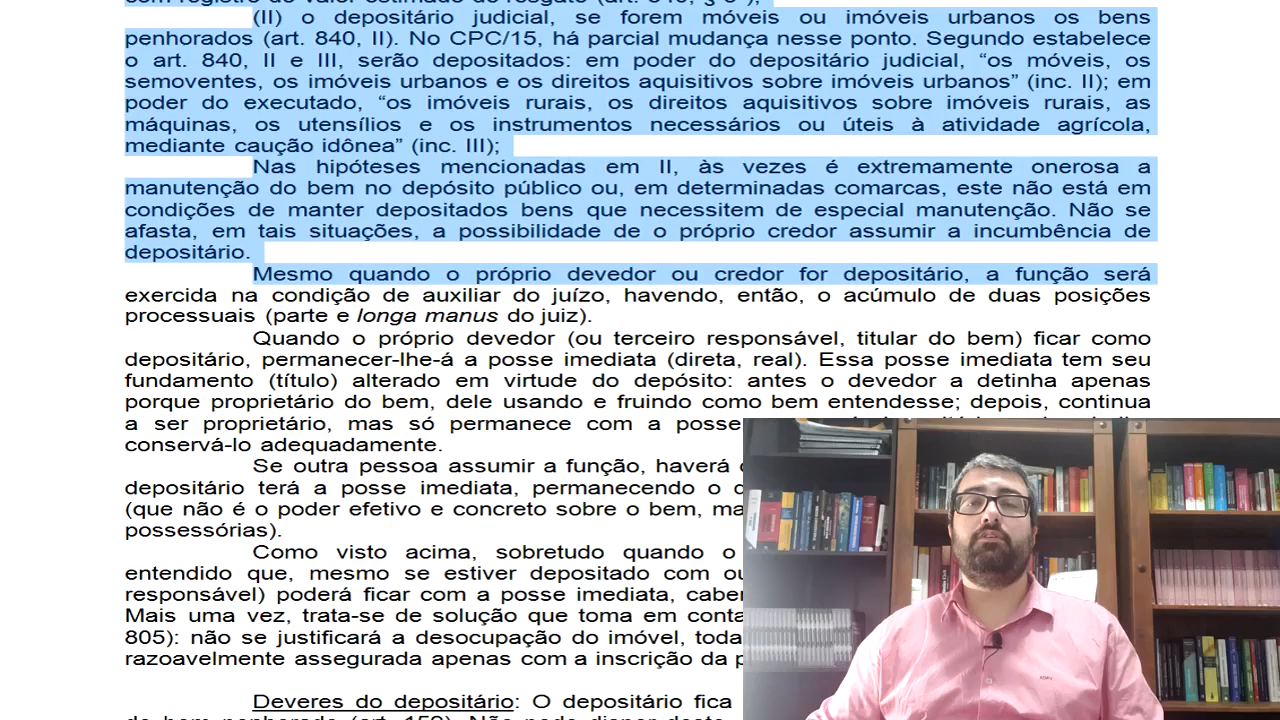 (II) o depositário judicial, se forem móveis ou imóveis urbanos os bens
penhorados (art. 840, II). No CPC/15, há parcial mudança nesse ponto. Segundo estabelece
o art. 840, II e III, serão depositados: em poder do depositário judicial, “os móveis, os
semoventes, os imóveis urbanos e os direitos aquisitivos sobre imóveis urbanos” (inc. II); em
poder do executado, “os imóveis rurais, os direitos aquisitivos sobre imóveis rurais, as
máquinas, os utensílios e os instrumentos necessários ou úteis à atividade agrícola,
mediante caução idônea” (inc. III);
Nas hipóteses mencionadas em II, às vezes é extremamente onerosa a
manutenção do bem no depósito público ou, em determinadas comarcas, este não está em
condições de manter depositados bens que necessitem de especial manutenção. Não se
afasta, em tais situações, a possibilidade de o próprio credor assumir a incumbência de
depositário.
Mesmo quando o próprio devedor ou credor for depositário, a função será
exercida na condição de auxiliar do juízo, havendo, então, o acúmulo de duas posições
processuais (parte e longa manus do juiz).
Quando o próprio devedor (ou terceiro responsável, titular do bem) ficar como
depositário, permanecer-lhe-á a posse imediata (direta, real). Essa posse imediata tem seu
fundamento (título) alterado em virtude do depósito: antes o devedor a detinha apenas
porque proprietário do bem, dele usando e fruindo como bem entendesse; depois, continua
a ser proprietário, mas só permanece com a posse
conservá-lo adequadamente.
Se outra pessoa assumir a função, haverá
depositário terá a posse imediata, permanecendo o
(que não é o poder efetivo e concreto sobre o bem,
possessórias).
Como visto acima, sobretudo quando o
entendido que, mesmo se estiver depositado com
responsável) poderá ficar com a posse imediata,
Mais uma vez, trata-se de solução que toma em conta
805): não se justificará a desocupação do imóvel,
razoavelmente assegurada apenas com a inscrição da
Deveres do depositário: O depositário fica